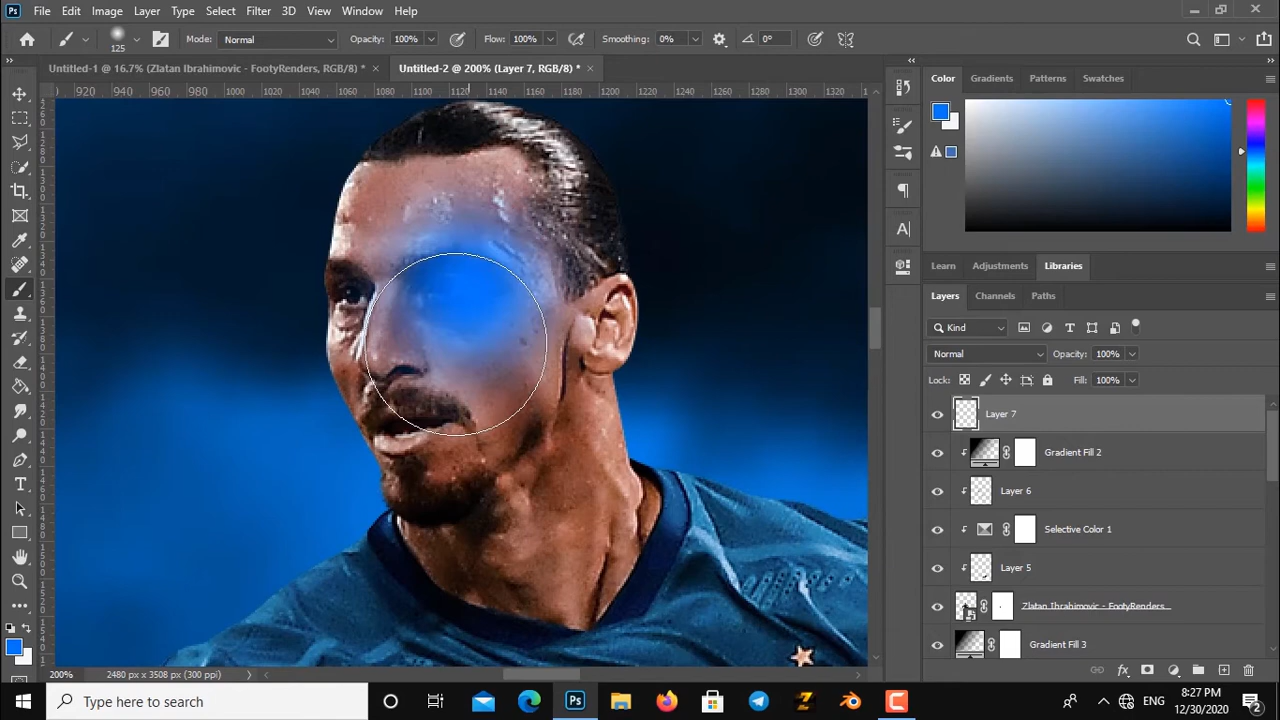 Ps File Edit Image Layer Type Select Filter 3D View Window Help
125 Mode: Normal Opacity: 100% Flow: 100% Smoothing: 0% 0°
Untitled-1 @ 16.7% (Zlatan Ibrahimovic - FootyRenders, RGB/8) * × Untitled-2 @ 200% (Layer 7, RGB/8) * ×
920 940 960 980 1000 1020 1040 1060 1080 1100 1120 1140 1160 1180 1200 1220 1240 1260 1280 1300 1320
Color Gradients Patterns Swatches
Learn Adjustments Libraries
Layers Channels Paths
Kind
Normal Opacity: 100%
Lock: Fill: 100%
Layer 7
Gradient Fill 2
Layer 6
Selective Color 1
Layer 5
Zlatan Ibrahimovic - FootyRenders...
Gradient Fill 3
200% 2480 px x 3508 px (300 ppi)
Type here to search
Ps
ENG
8:27 PM
12/30/2020
2